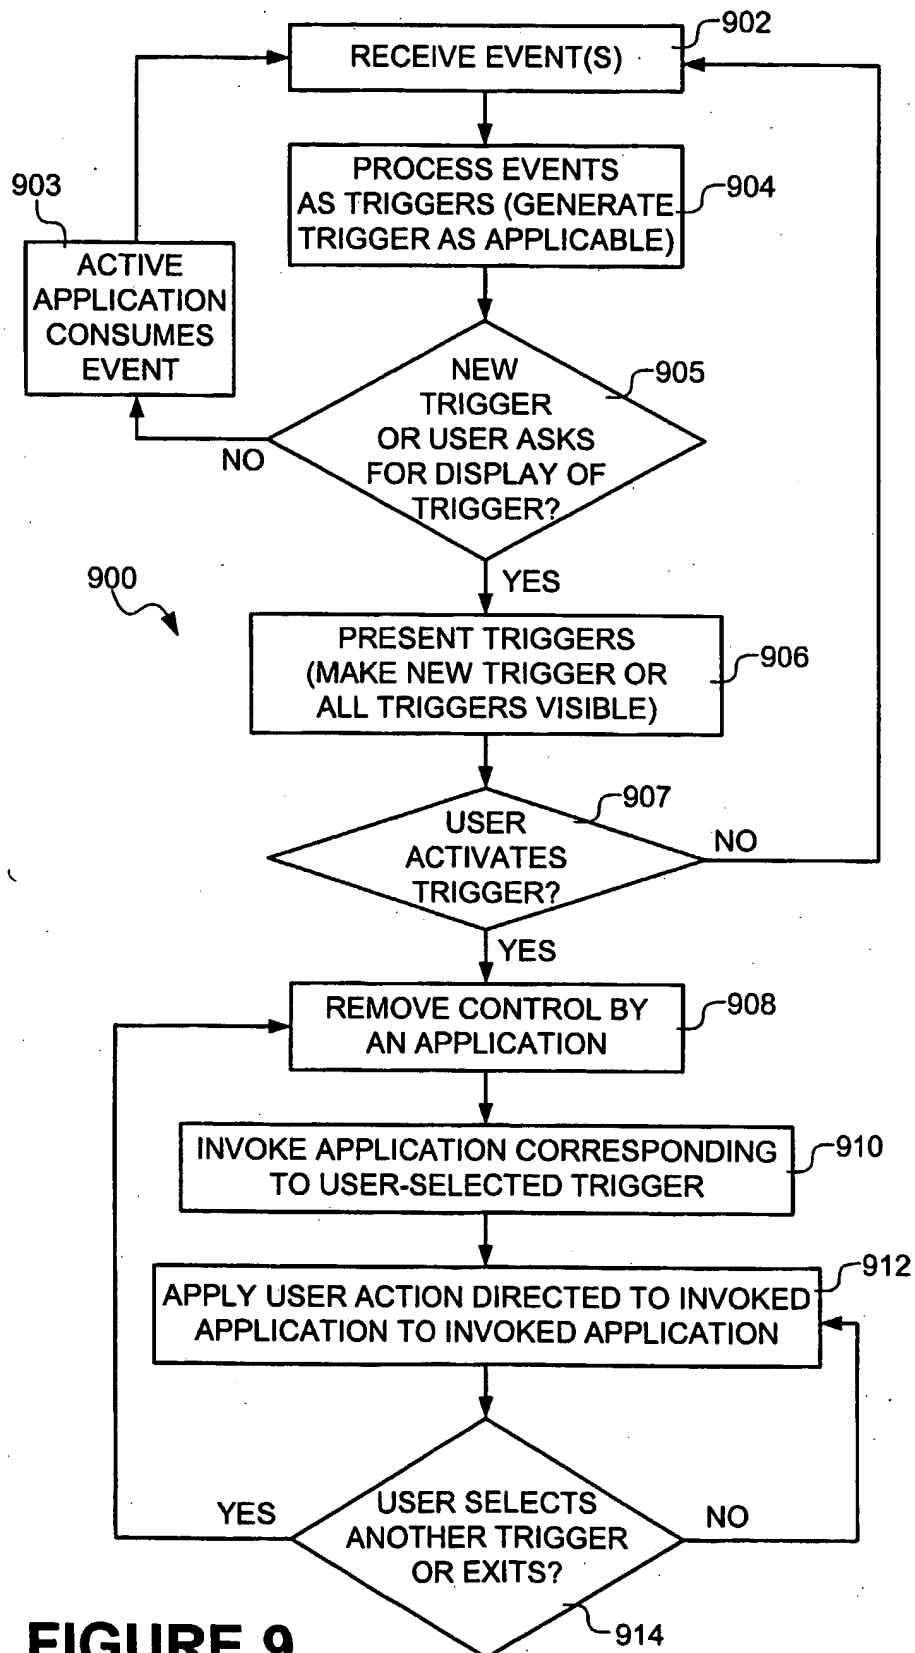 902
RECEIVE EVENT(S)
PROCESS EVENTS
AS TRIGGERS (GENERATE
TRIGGER AS APPLICABLE)
904
903
ACTIVE
APPLICATION
CONSUMES
EVENT
NEW
TRIGGER
OR USER ASKS
FOR DISPLAY OF
TRIGGER?
905
NO
YES
900
PRESENT TRIGGERS
(MAKE NEW TRIGGER OR
ALL TRIGGERS VISIBLE)
906
USER
ACTIVATES
TRIGGER?
907
NO
YES
REMOVE CONTROL BY
AN APPLICATION
908
INVOKE APPLICATION CORRESPONDING
TO USER-SELECTED TRIGGER
910
APPLY USER ACTION DIRECTED TO INVOKED
APPLICATION TO INVOKED APPLICATION
912
USER SELECTS
ANOTHER TRIGGER
OR EXITS?
YES
NO
914
FIGURE 9